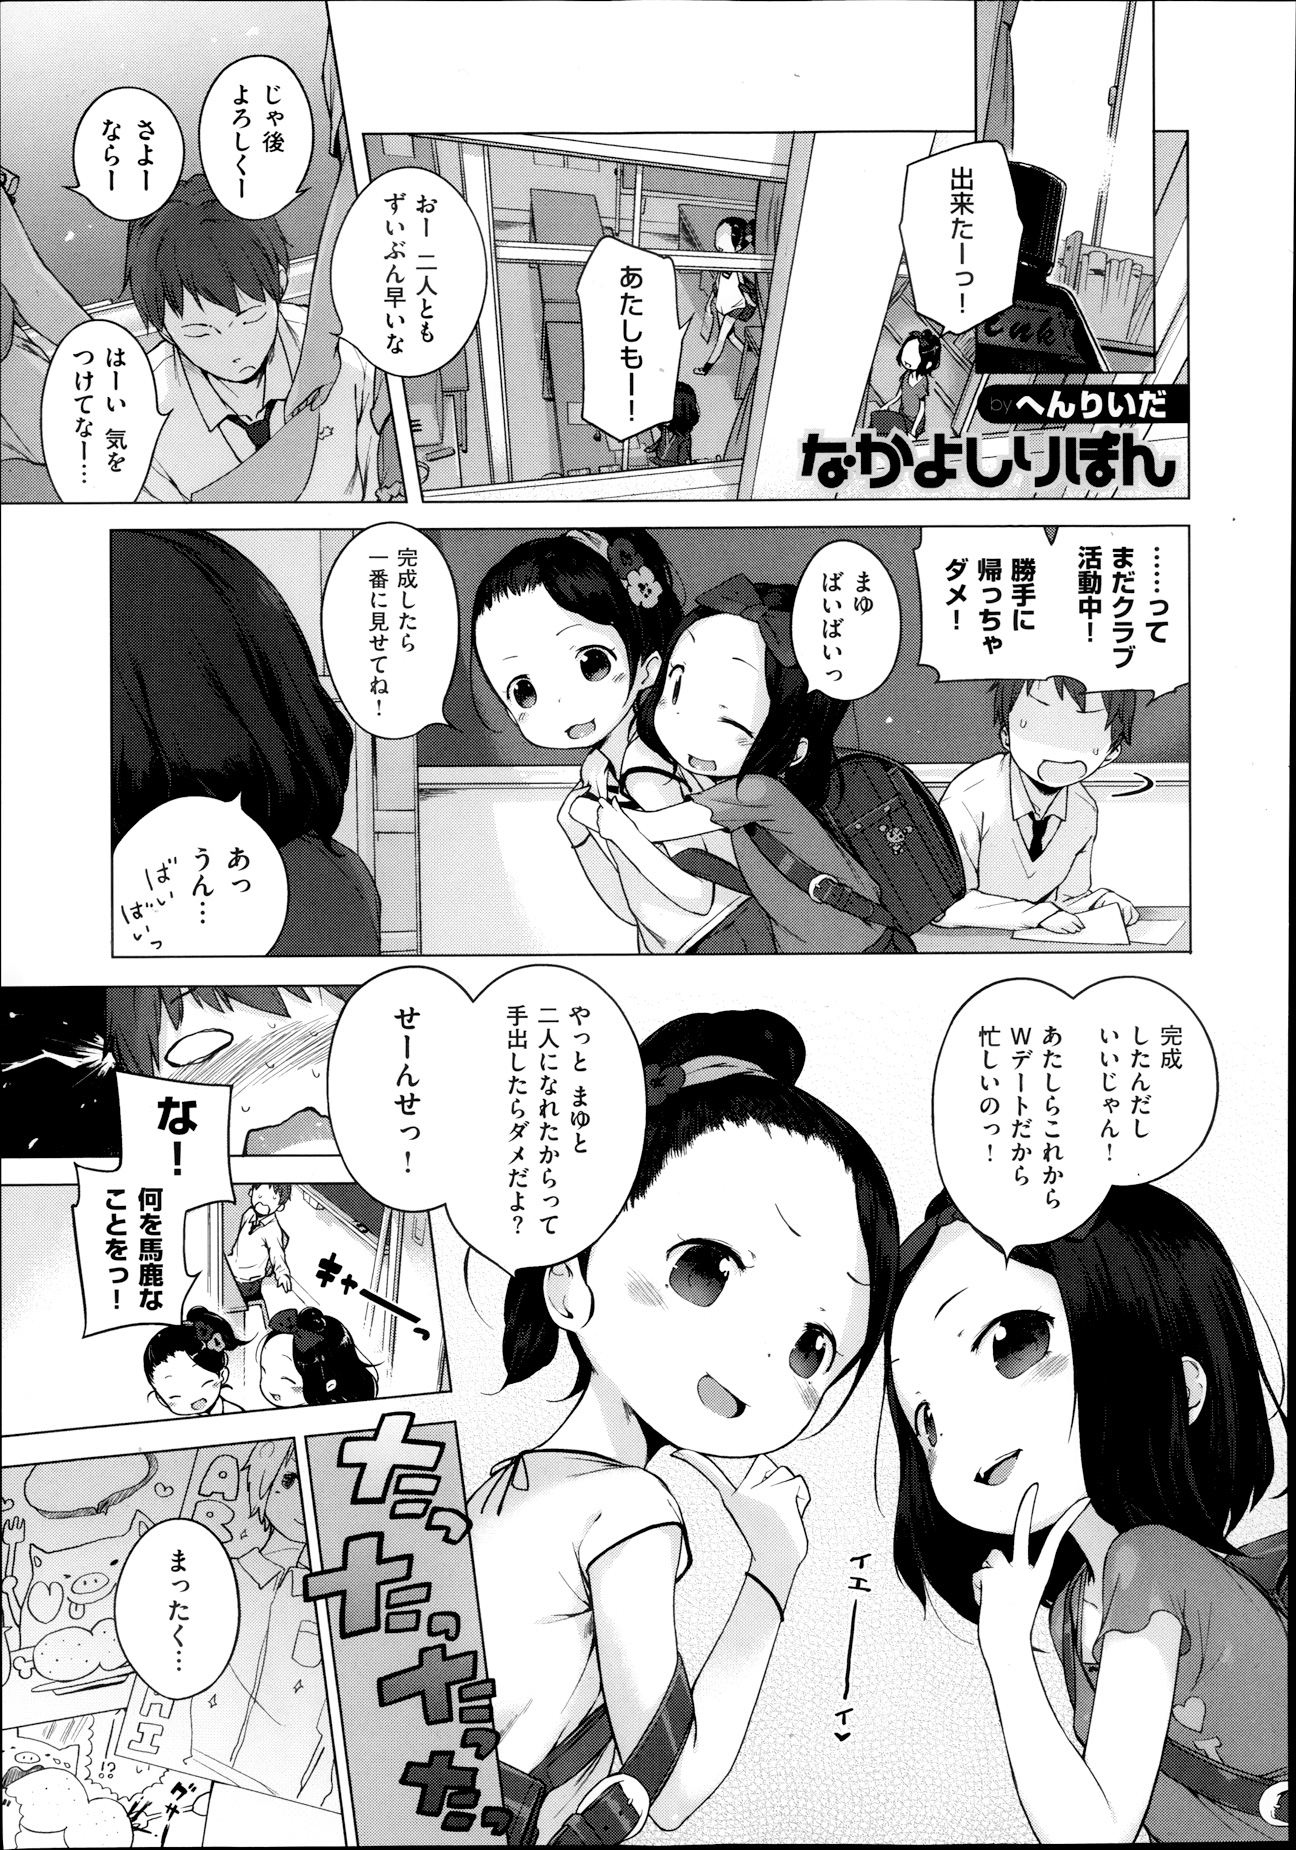 出来たーっ!
by へんりいだ
なかよしりぼん
あたしもー!
おー 二人とも
ずいぶん早いな
じゃ後
よろしくー
さよー
ならー
はーい 気を
つけてなー…
……って
まだクラブ
活動中!
勝手に
帰っちゃ
ダメ!
まゆ
ばいばいっ
完成したら
一番に見せてね!
あっ
うん…
ばい
ばいっ
完成
したんだし
いいじゃん!
あたしらこれから
Wデートだから
忙しいのっ!
やっと まゆと
二人になれたからって
手出したらダメだよ?
せーんせっ!
イエーーイ♥
な!
何を馬鹿な
ことをっ!
キャーーっ
たっ
たたっ
たたっ
たたっ
まったく…
!?